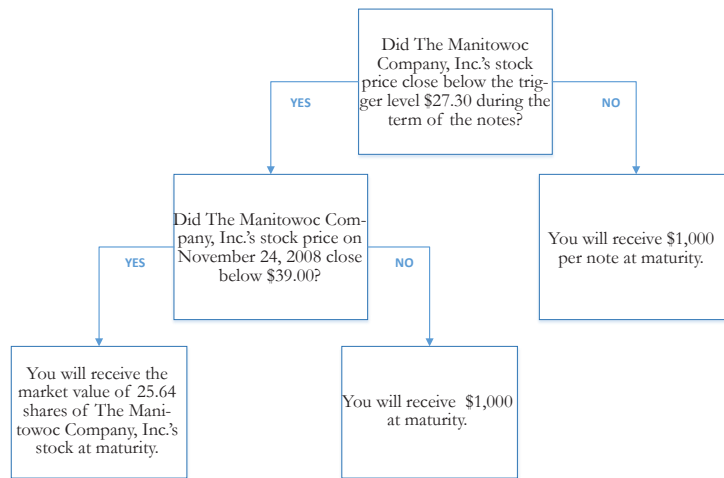 Did The Manitowoc
Company, Inc.'s stock
price close below the trig-
ger level $27.30 during the
term of the notes?
YES
NO
Did The Manitowoc Com-
pany, Inc.'s stock price on
November 24, 2008 close
below $39.00?
You will receive $1,000
per note at maturity.
YES
NO
You will receive the
market value of 25.64
shares of The Mani-
towoc Company, Inc.'s
stock at maturity.
You will receive $1,000
at maturity.